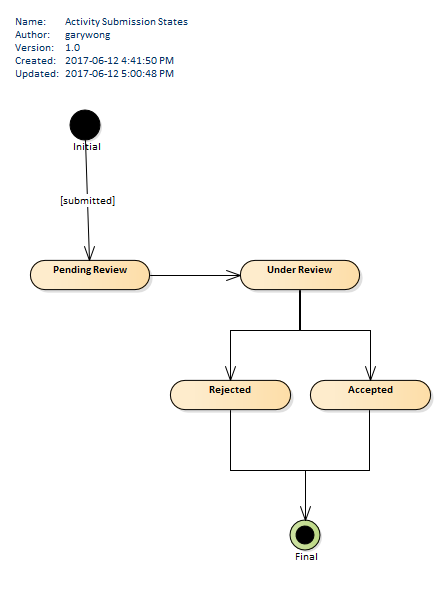 Name: Activity Submission States
Author: garywong
Version: 1.0
Created: 2017-06-12 4:41:50 PM
Updated: 2017-06-12 5:00:48 PM
Initial
[submitted]
Pending Review
Under Review
Rejected
Accepted
Final